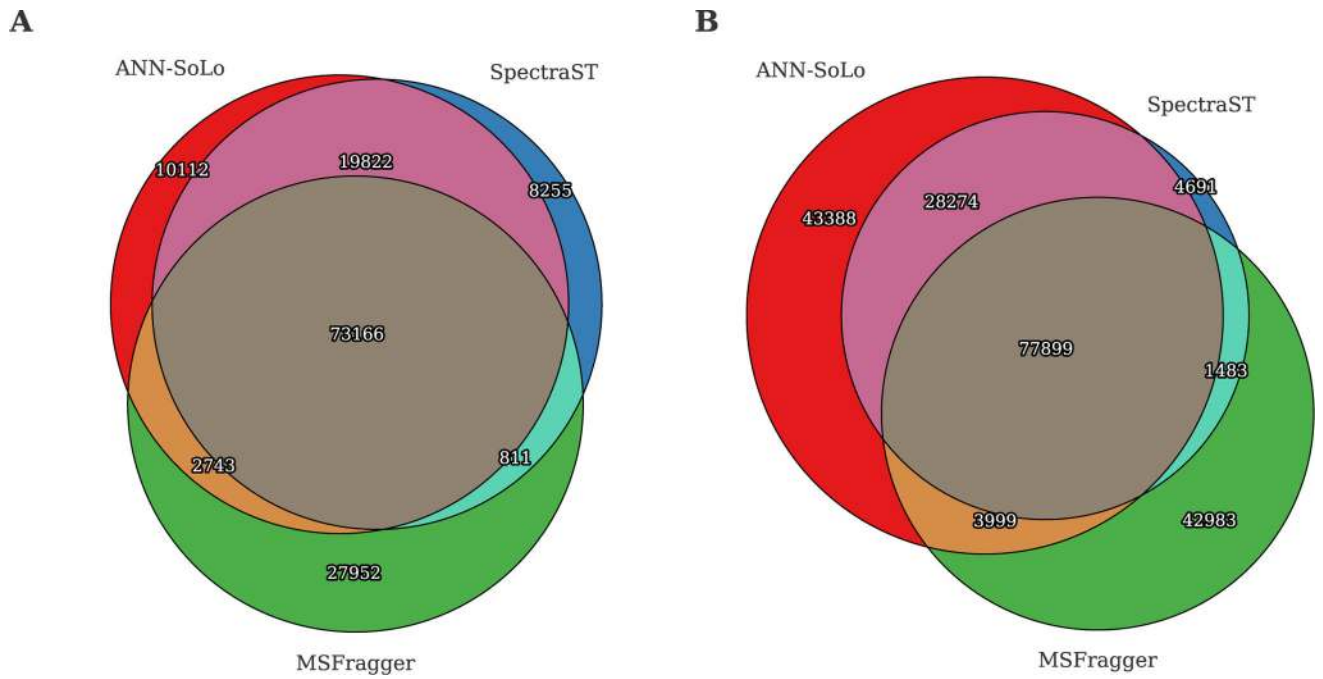 A
ANN-SoLo
SpectraST
10112
19822
8255
73166
2743
811
27952
MSFragger
B
ANN-SoLo
SpectraST
43388
28274
4691
77899
1483
3999
42983
MSFragger